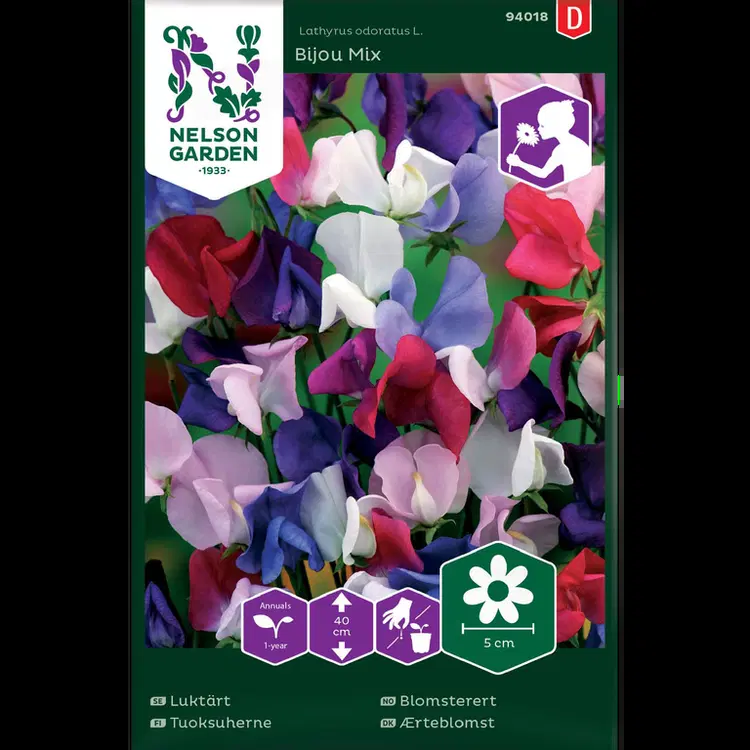 94018 D
Lathyrus odoratus L.
Bijou Mix
NELSON
GARDEN
·1933·
Annuals
1-year
40
cm
5 cm
SE Luktärt
FI Tuoksuherne
NO Blomsterert
DK Ærteblomst